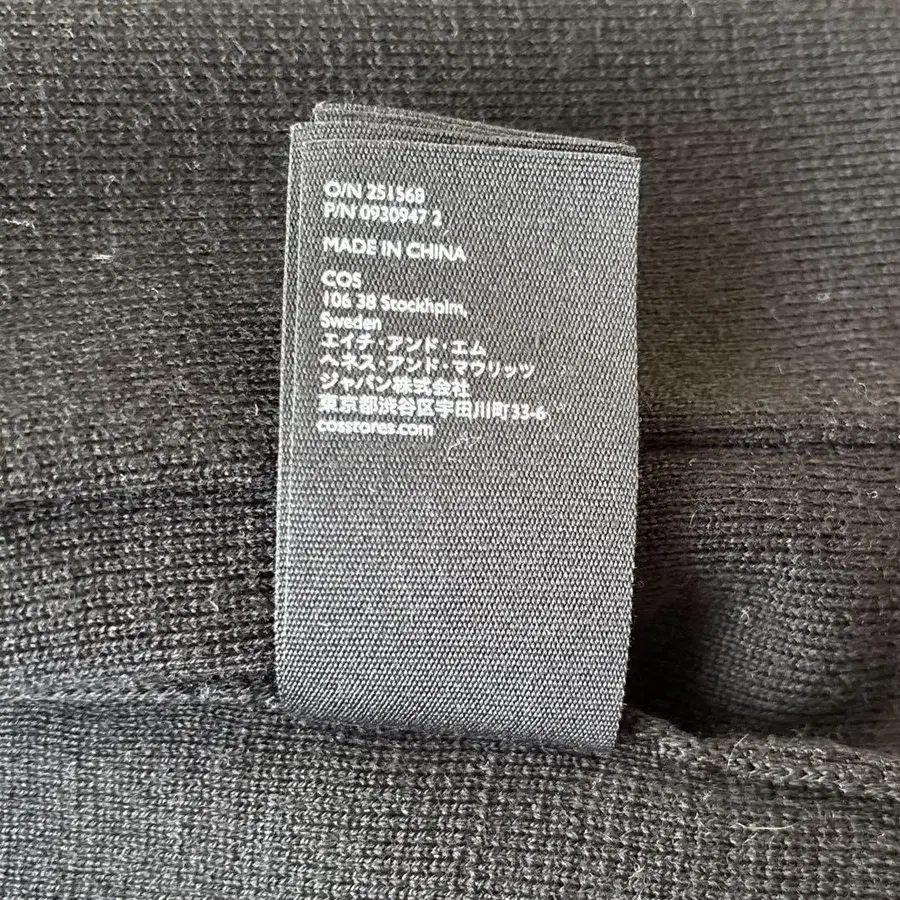 O/N 251568
P/N 0930947 2
MADE IN CHINA
COS
106 38 Stockholm,
Sweden
エイチ・アンド・エム
ヘネス・アンド・マウリッツ
ジャパン株式会社
東京都渋谷区宇田川町33-6
cosstores.com